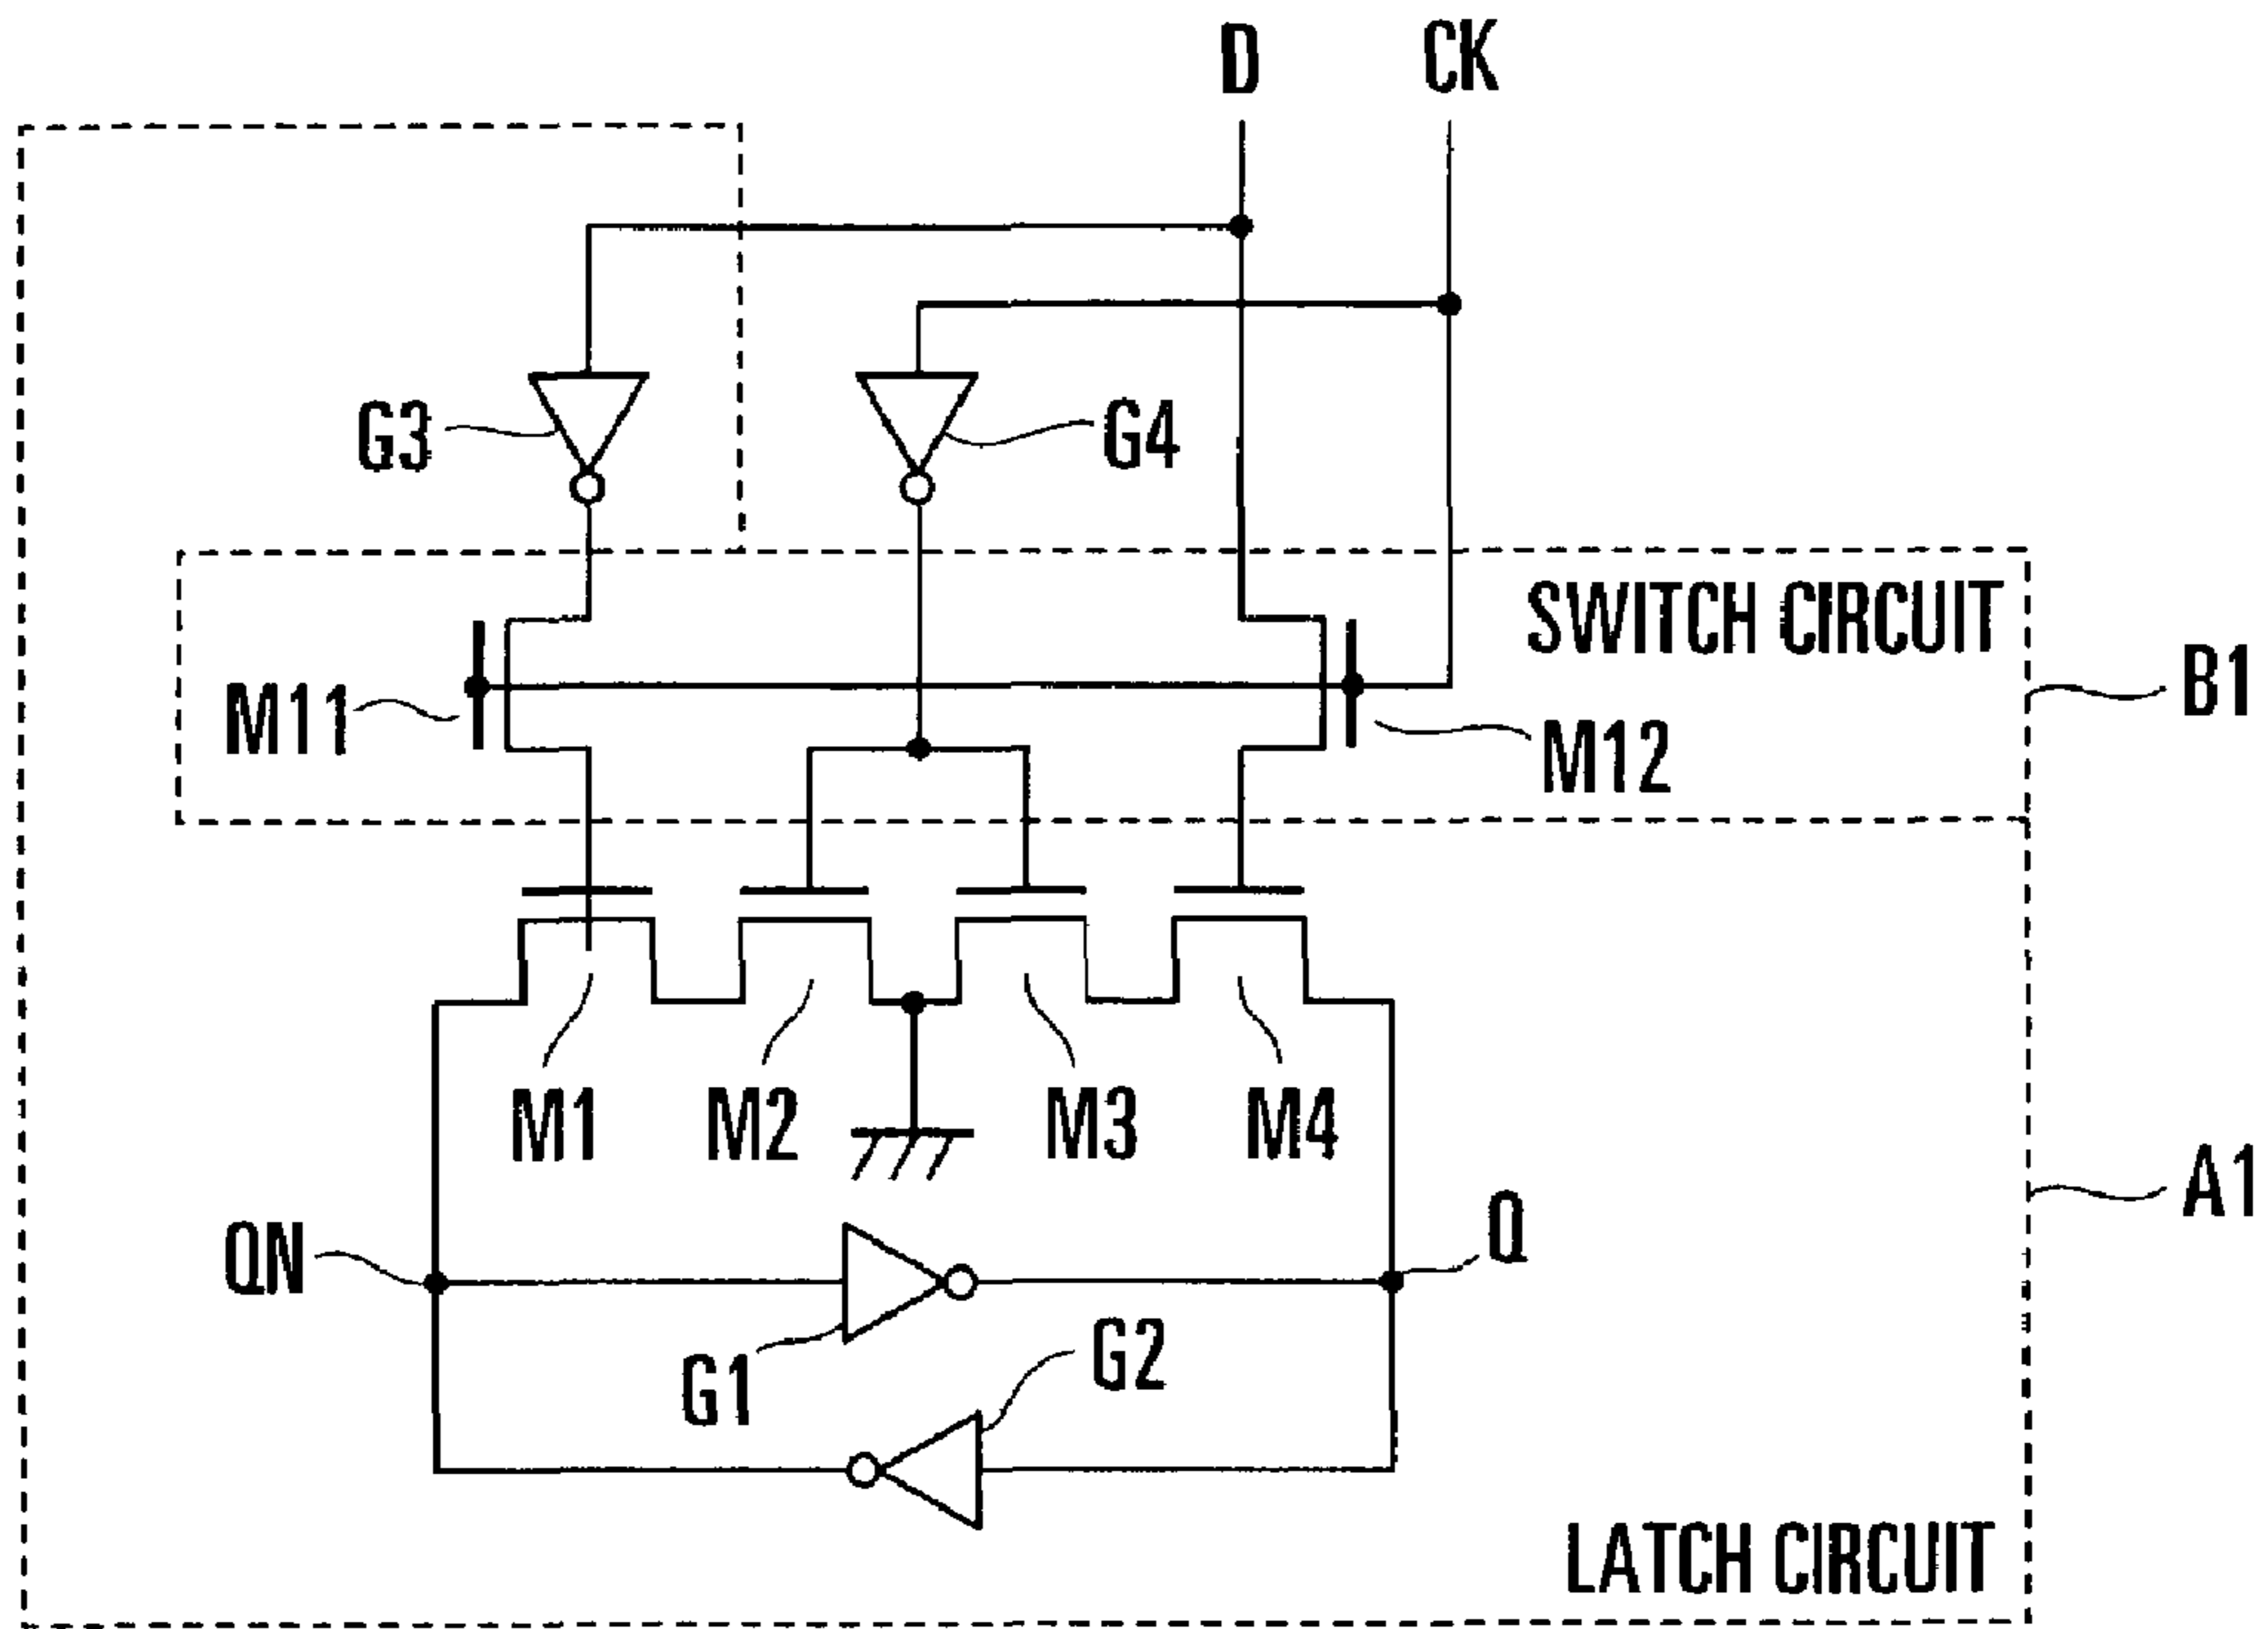 D CK
G3 G4
SWITCH CIRCUIT
M11 M12 B1
M1 M2 M3 M4
A1
QN Q
G1 G2
LATCH CIRCUIT